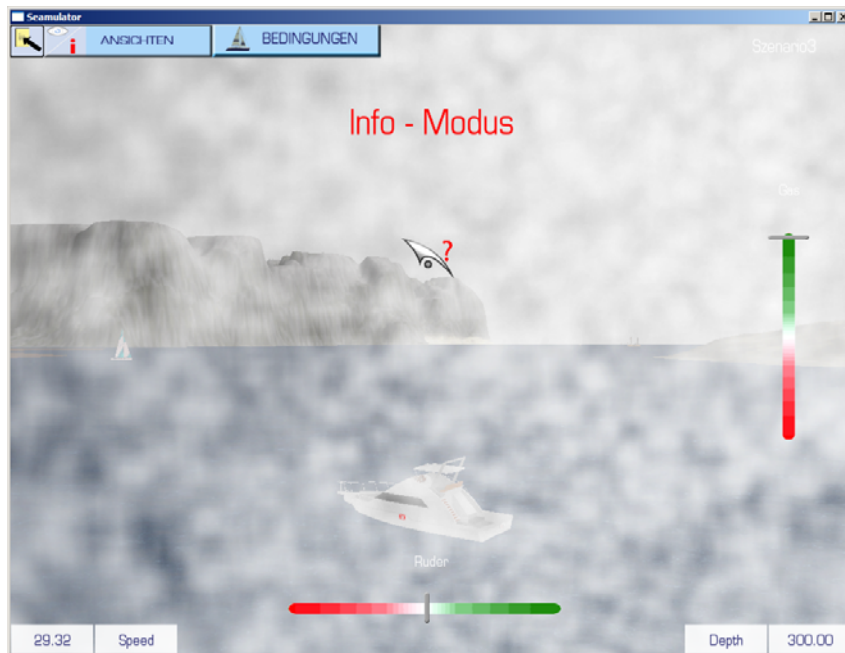 Seamulator
i ANSICHTEN BEDINGUNGEN
Szenario3
Info - Modus
Gas
?
Ruder
29.32 Speed Depth 300.00